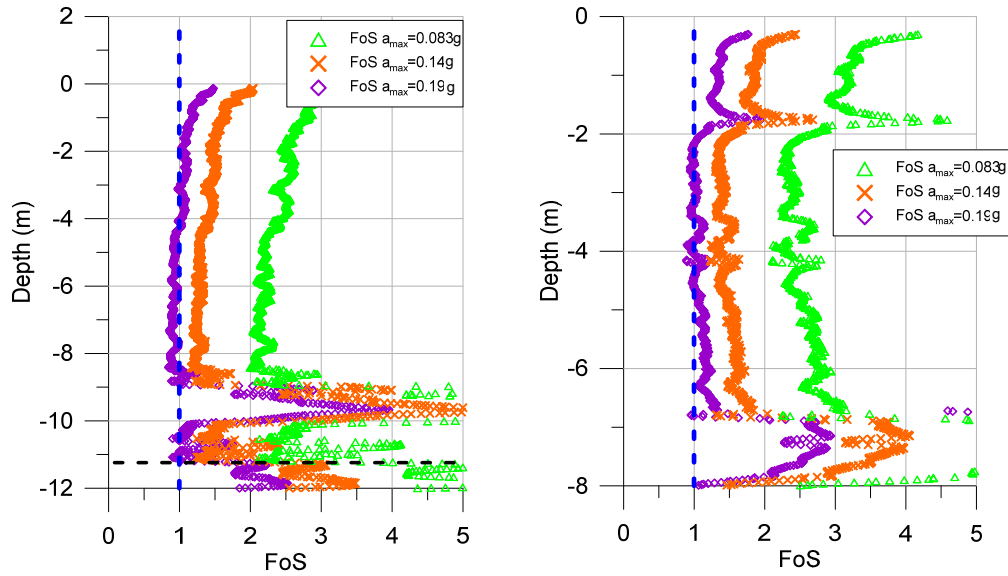 2
0
-2
-4
-6
-8
-10
-12
Depth (m)
0 1 2 3 4 5
FoS
FoS amax=0.083g
FoS amax=0.14g
FoS amax=0.19g
0
-2
-4
-6
-8
Depth (m)
0 1 2 3 4 5
FoS
FoS amax=0.083g
FoS amax=0.14g
FoS amax=0.19g